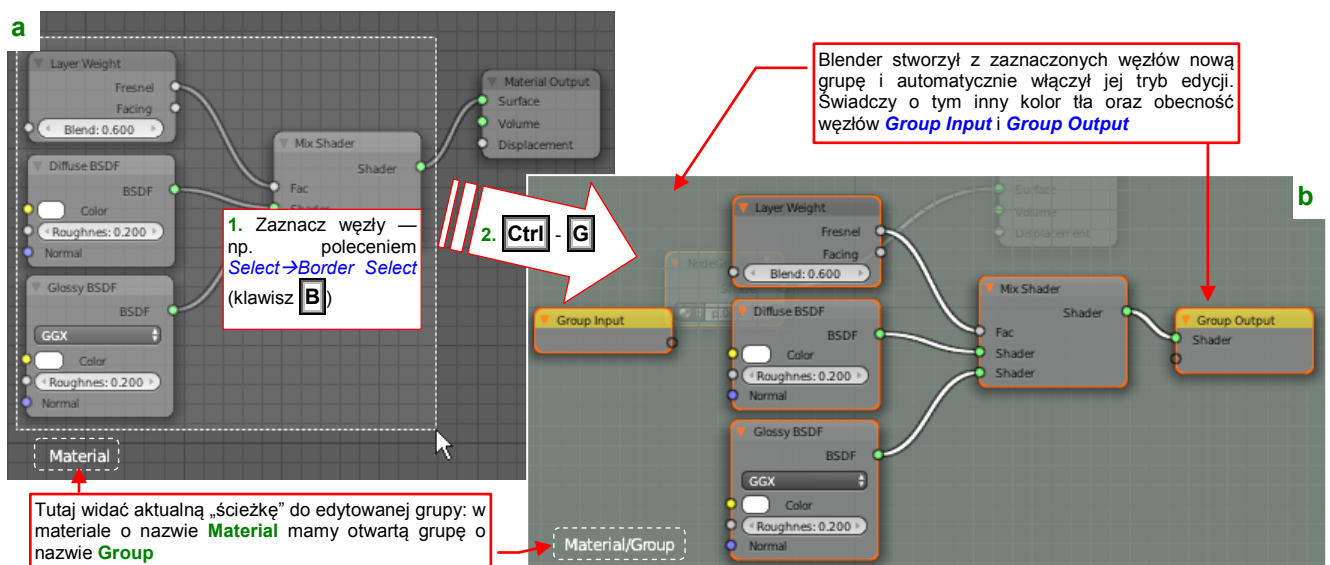 a
Layer Weight
Fresnel
Facing
Blend: 0.600
Diffuse BSDF
BSDF
Color
Roughnes: 0.200
Normal
Glossy BSDF
BSDF
GGX
Color
Roughnes: 0.200
Normal
Mix Shader
Shader
Fac
Material Output
Surface
Volume
Displacement
1. Zaznacz węzły —
np. poleceniem
Select→Border Select
(klawisz B)
2. Ctrl - G
Material
Tutaj widać aktualną „ścieżkę" do edytowanej grupy: w
materiale o nazwie Material mamy otwartą grupę o
nazwie Group
Blender stworzył z zaznaczonych węzłów nową
grupę i automatycznie włączył jej tryb edycji.
Świadczy o tym inny kolor tła oraz obecność
węzłów Group Input i Group Output
b
Surface
Volume
Displacement
Layer Weight
Fresnel
Facing
Blend: 0.600
Group Input
Diffuse BSDF
BSDF
Color
Roughnes: 0.200
Normal
Glossy BSDF
BSDF
GGX
Color
Roughnes: 0.200
Normal
Mix Shader
Shader
Fac
Shader
Shader
Group Output
Shader
Material/Group